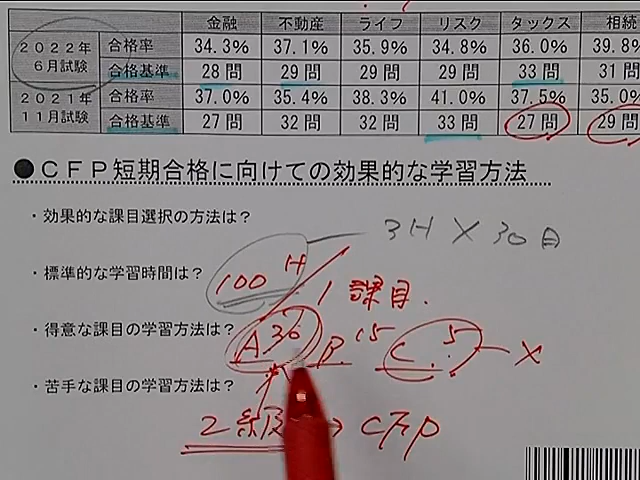 金融 不動産 ライフ リスク タックス 相続
2022年 6月試験 合格率 34.3% 37.1% 35.9% 34.8% 36.0% 39.8%
合格基準 28問 29問 29問 29問 33問 31問
2021年 11月試験 合格率 37.0% 35.4% 38.3% 41.0% 37.5% 35.0%
合格基準 27問 32問 32問 33問 27問 29問
●CFP短期合格に向けての効果的な学習方法
・効果的な課目選択の方法は?
3H×30日
・標準的な学習時間は?
100H
1課目.
・得意な課目の学習方法は?
A 30 B 15 C 5 ×
・苦手な課目の学習方法は?
2級→CFP